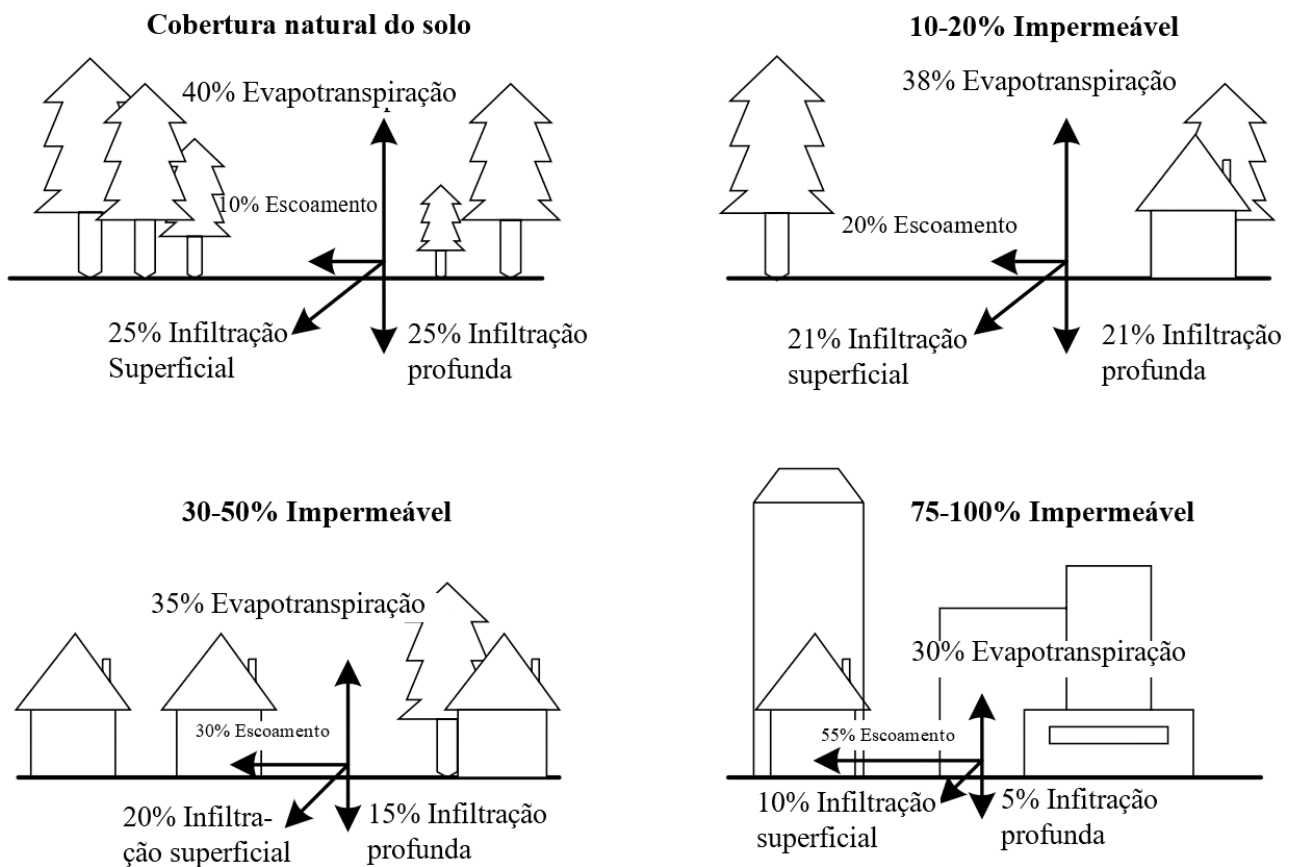 Cobertura natural do solo
40% Evapotranspiração
10% Escoamento
25% Infiltração
Superficial
25% Infiltração
profunda
10-20% Impermeável
38% Evapotranspiração
20% Escoamento
21% Infiltração
superficial
21% Infiltração
profunda
30-50% Impermeável
35% Evapotranspiração
30% Escoamento
20% Infiltra-
ção superficial
15% Infiltração
profunda
75-100% Impermeável
30% Evapotranspiração
55% Escoamento
10% Infiltração
superficial
5% Infitração
profunda